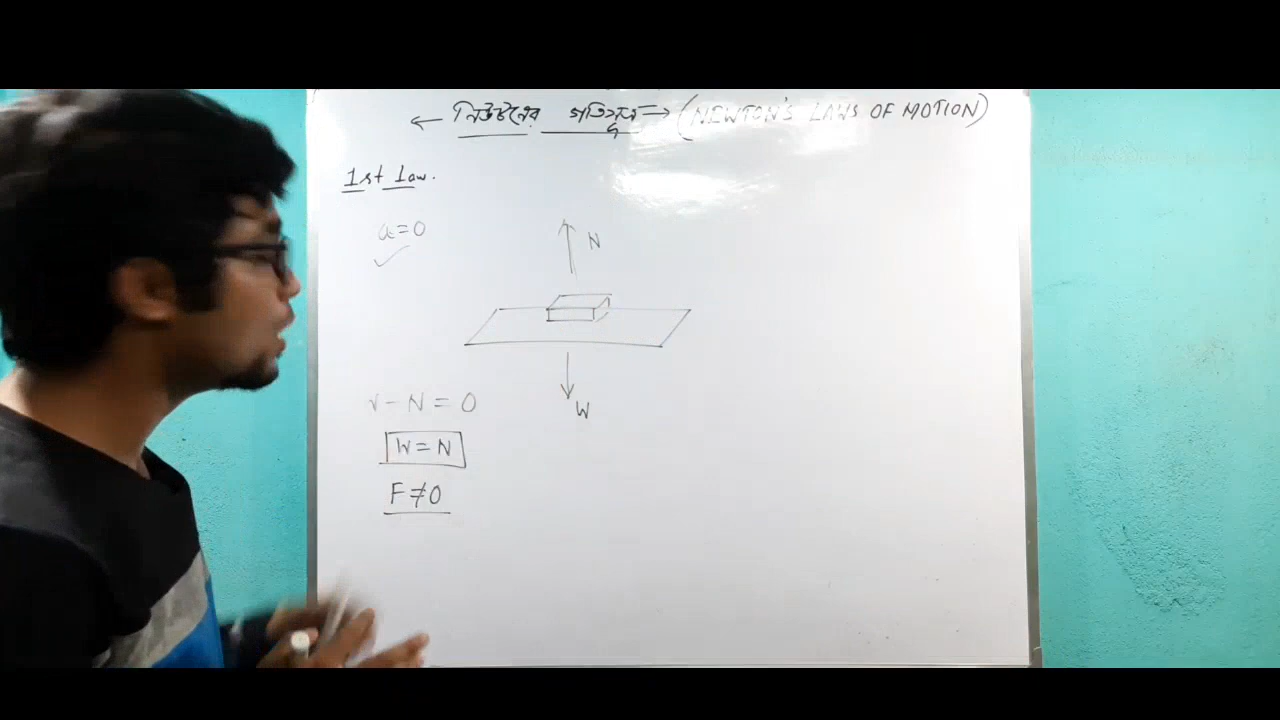 ← নিউটনের গতিসূত্র → (NEWTON'S LAWS OF MOTION)
1st Law.
a=0
N
W
- N = 0
W = N
F ≠ 0